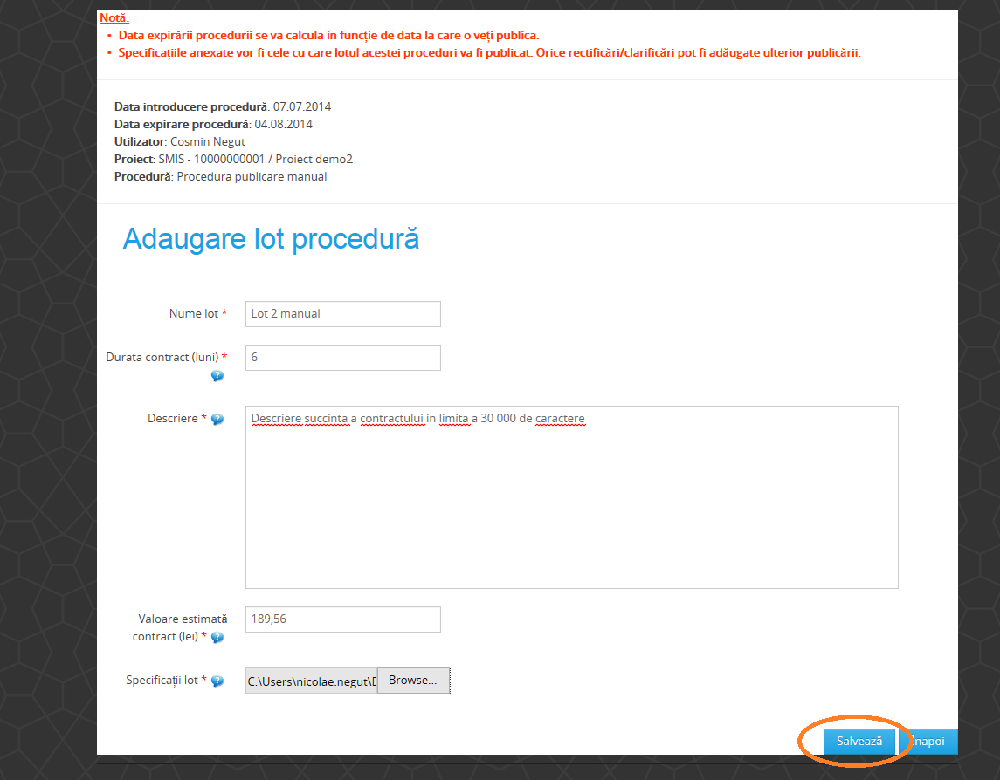 Notă:
• Data expirării procedurii se va calcula in funcție de data la care o veți publica.
• Specificațiile anexate vor fi cele cu care lotul acestei proceduri va fi publicat. Orice rectificări/clarificări pot fi adăugate ulterior publicării.
Data introducere procedură: 07.07.2014
Data expirare procedură: 04.08.2014
Utilizator: Cosmin Negut
Proiect: SMIS - 10000000001 / Proiect demo2
Procedură: Procedura publicare manual
Adaugare lot procedură
Nume lot * Lot 2 manual
Durata contract (luni) * 6
Descriere * Descriere succinta a contractului in limita a 30 000 de caractere
Valoare estimată
contract (lei) * 189,56
Specificații lot * C:\Users\nicolae.negut\D Browse...
Salvează Înapoi